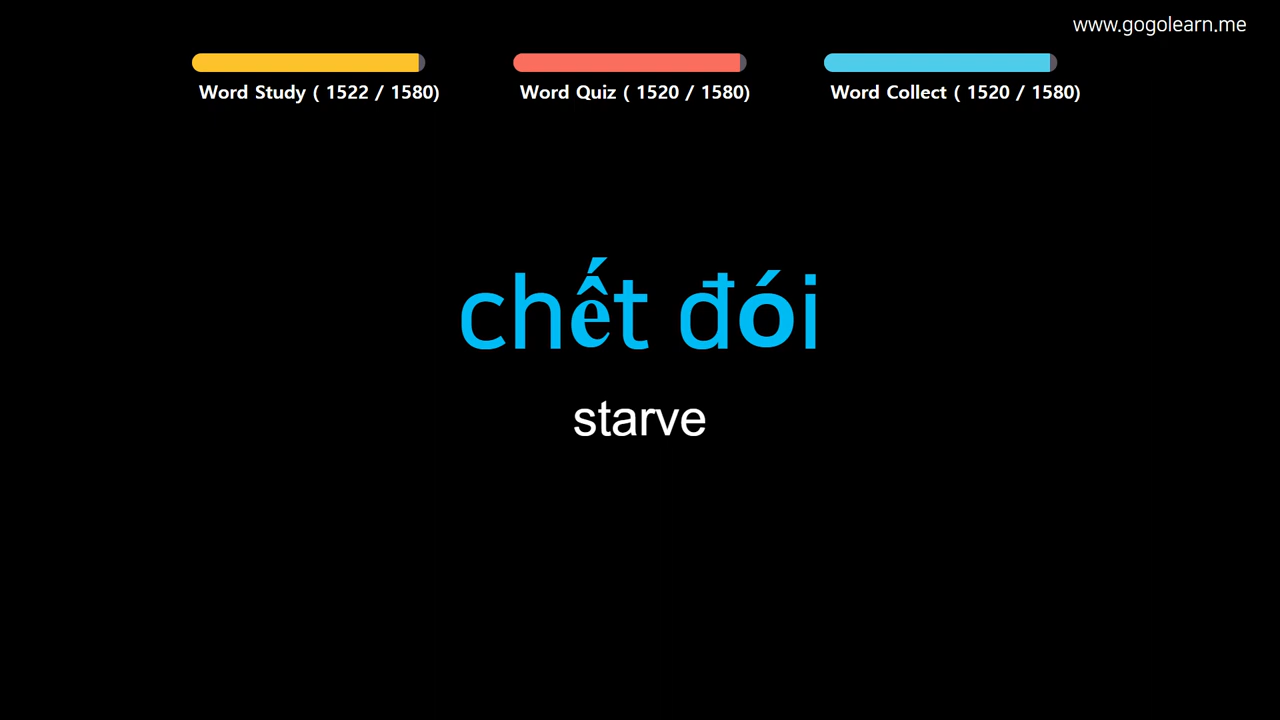 www.gogolearn.me
Word Study ( 1522 / 1580)
Word Quiz ( 1520 / 1580)
Word Collect ( 1520 / 1580)
chết đói
starve